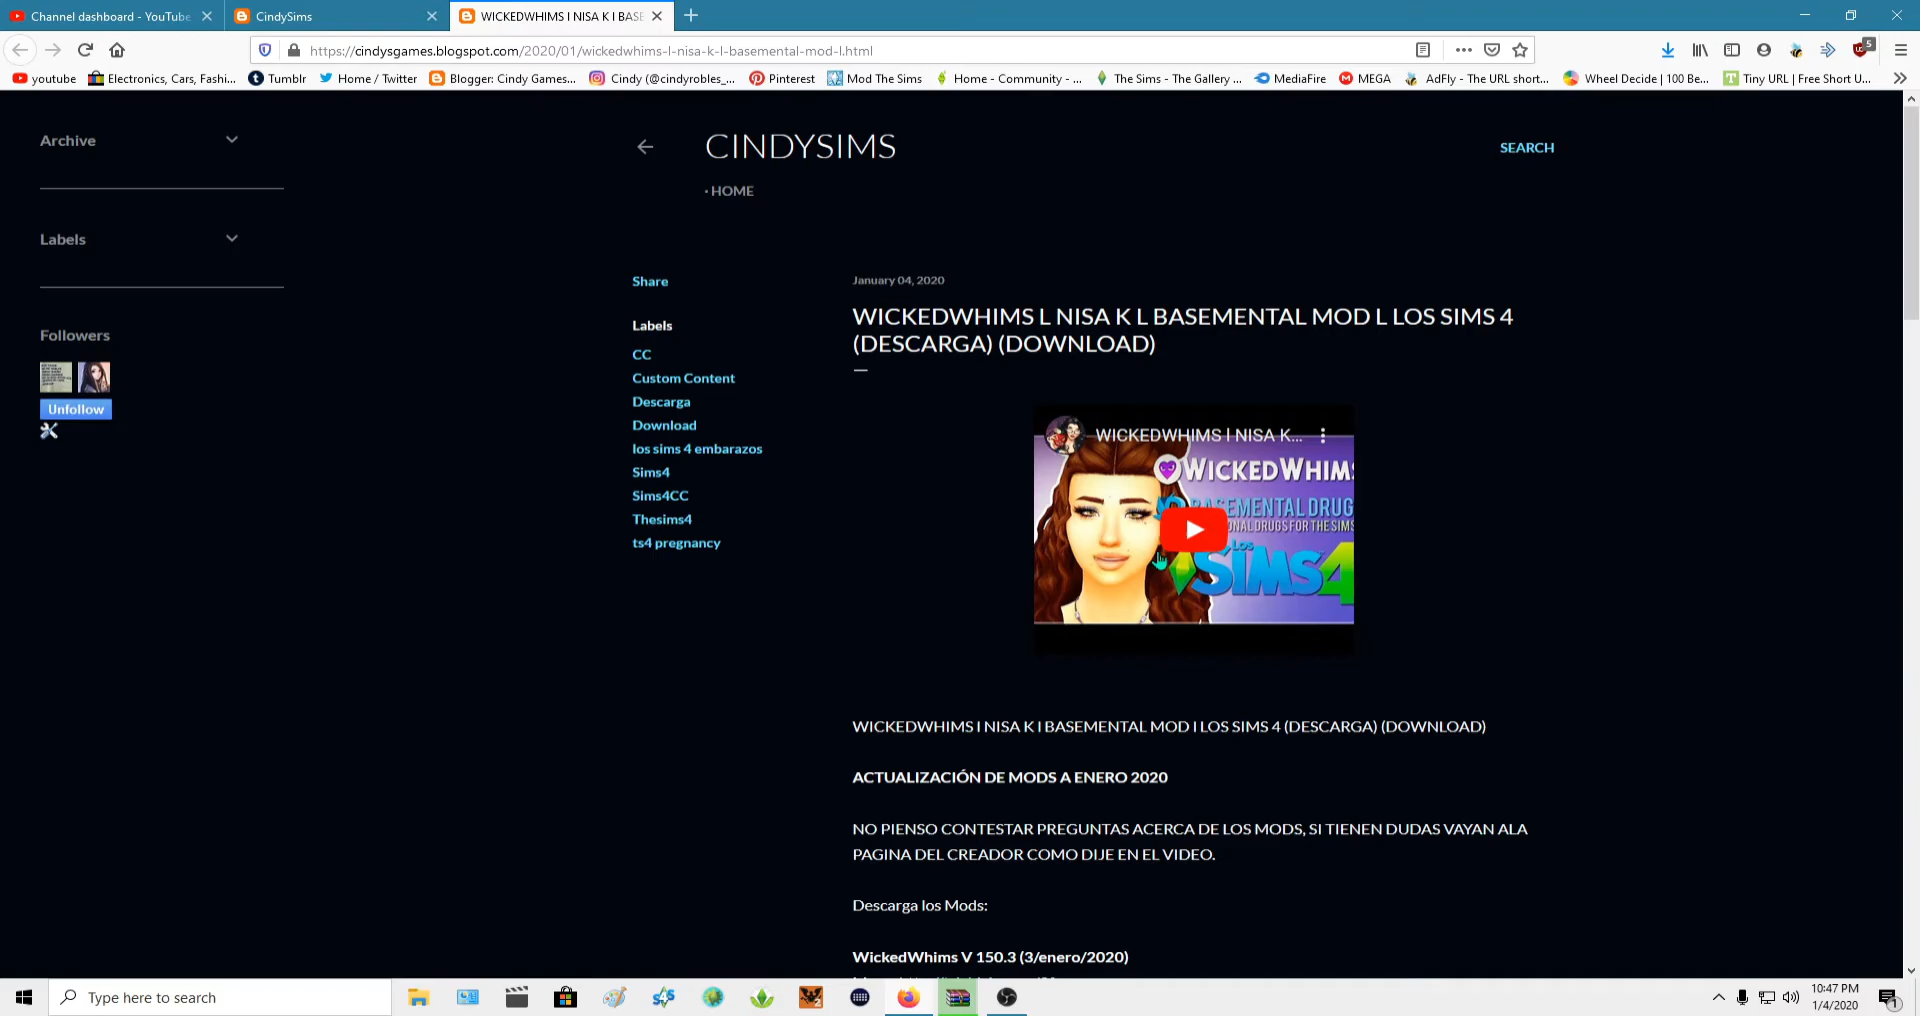 Channel dashboard - YouTube
CindySims
WICKEDWHIMS l NISA K l BASE
https://cindysgames.blogspot.com/2020/01/wickedwhims-l-nisa-k-l-basemental-mod-l.html
5
youtube
Electronics, Cars, Fashi...
Tumblr
Home / Twitter
Blogger: Cindy Games...
Cindy (@cindyrobles_...
Pinterest
Mod The Sims
Home - Community - ...
The Sims - The Gallery ...
MediaFire
MEGA
AdFly - The URL short...
Wheel Decide | 100 Be...
Tiny URL | Free Short U...
Archive
CINDYSIMS
SEARCH
· HOME
Labels
Followers
Unfollow
Share
Labels
CC
Custom Content
Descarga
Download
los sims 4 embarazos
Sims4
Sims4CC
Thesims4
ts4 pregnancy
January 04, 2020
WICKEDWHIMS L NISA K L BASEMENTAL MOD L LOS SIMS 4
(DESCARGA) (DOWNLOAD)
WICKEDWHIMS l NISA K...
WICKEDWHIMS
BASEMENTAL DRUG
ONAL DRUGS FOR THE SIMS
LOS
SIMS 4
WICKEDWHIMS l NISA K l BASEMENTAL MOD l LOS SIMS 4 (DESCARGA) (DOWNLOAD)
ACTUALIZACIÓN DE MODS A ENERO 2020
NO PIENSO CONTESTAR PREGUNTAS ACERCA DE LOS MODS, SI TIENEN DUDAS VAYAN ALA
PAGINA DEL CREADOR COMO DIJE EN EL VIDEO.
Descarga los Mods:
WickedWhims V 150.3 (3/enero/2020)
Type here to search
10:47 PM
1/4/2020
1